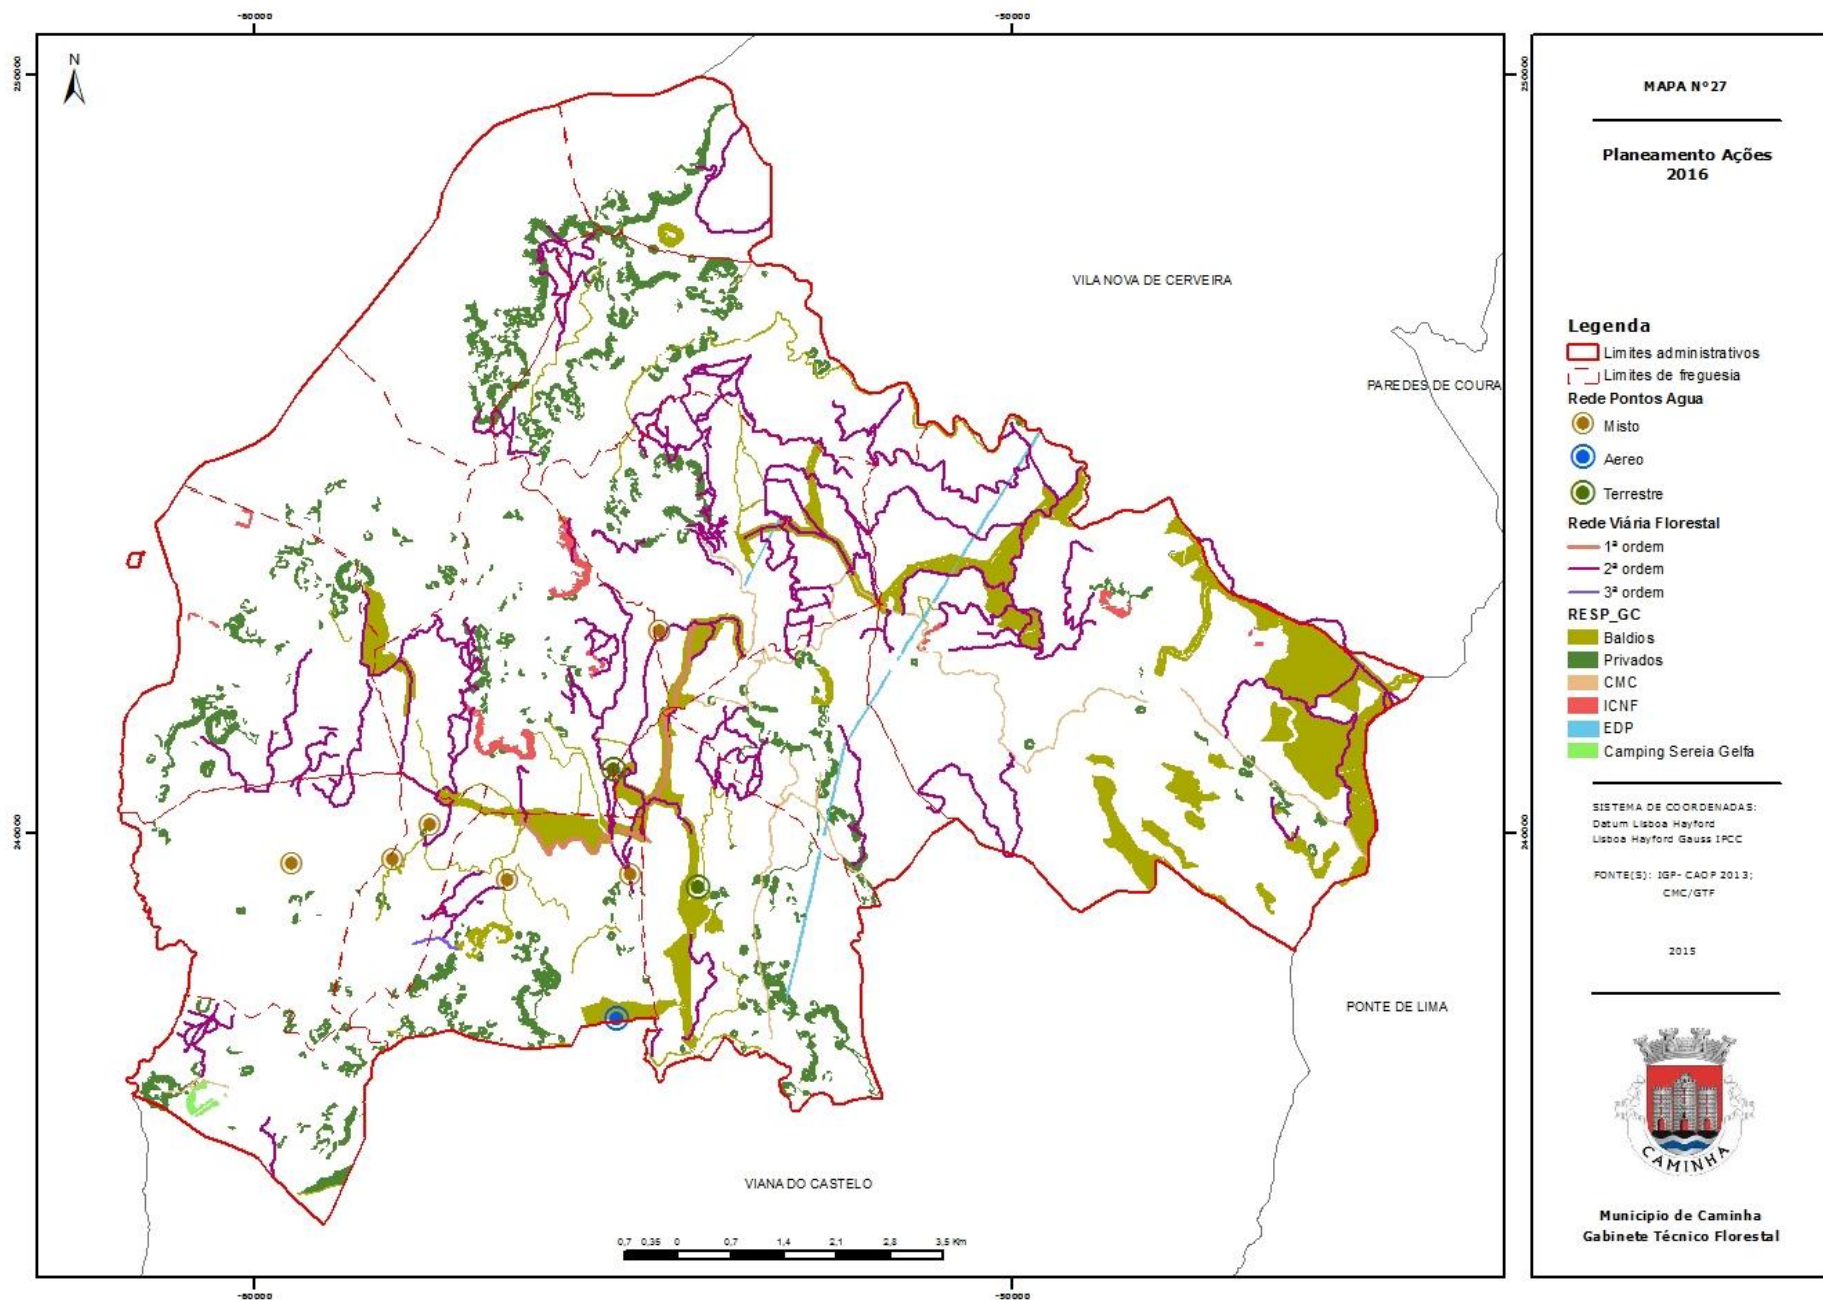 -60000
-50000
250000
250000
N
VILA NOVA DE CERVEIRA
PAREDES DE COURA
240000
240000
PONTE DE LIMA
VIANA DO CASTELO
0,7 0,35 0 0,7 1,4 2,1 2,8 3,5 Km
-60000
-50000
MAPA Nº27
Planeamento Ações
2016
Legenda
Limites administrativos
Limites de freguesia
Rede Pontos Agua
Misto
Aereo
Terrestre
Rede Viária Florestal
1ª ordem
2ª ordem
3ª ordem
RESP_GC
Baldios
Privados
CMC
ICNF
EDP
Camping Sereia Gelfa
SISTEMA DE COORDENADAS:
Datum Lisboa Hayford
Lisboa Hayford Gauss IPCC
FONTE(S): IGP- CAOP 2013;
CMC/GTF
2015
CAMINHA
Municipio de Caminha
Gabinete Técnico Florestal